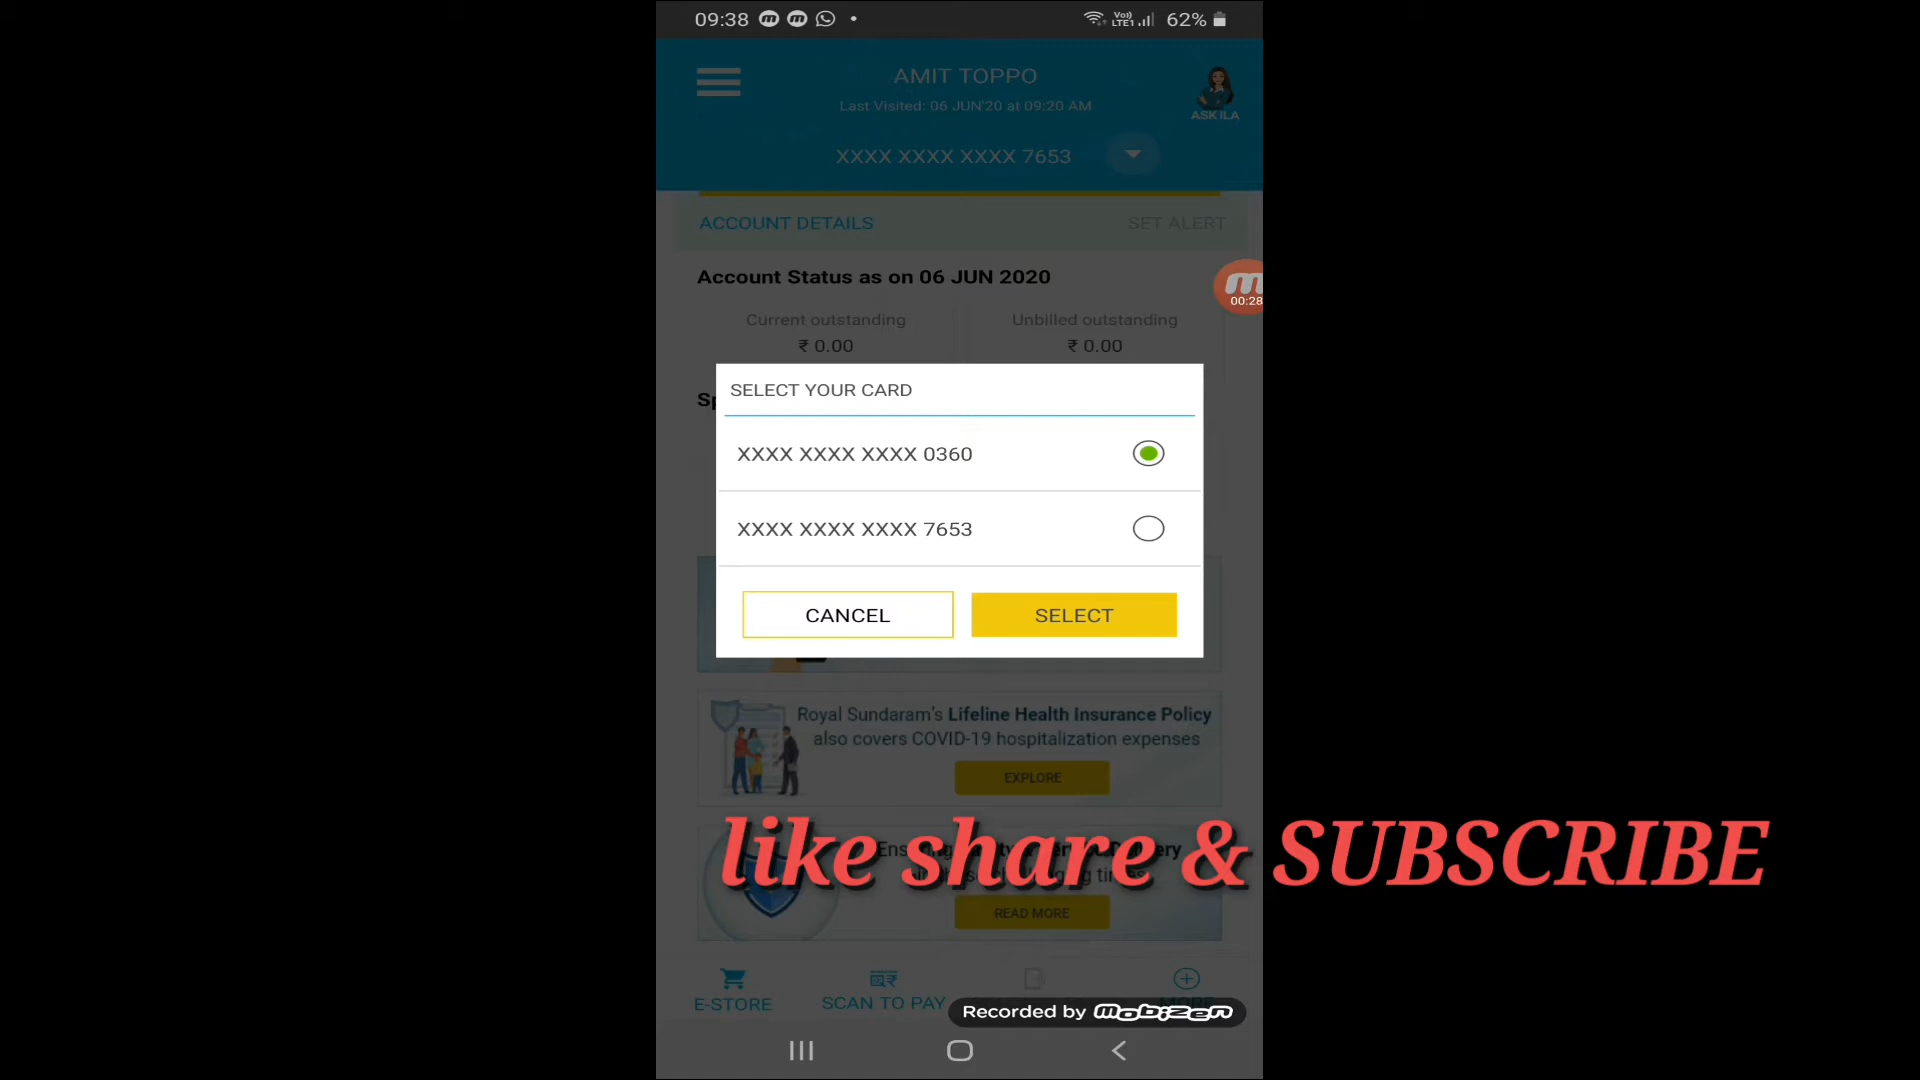 09:38
Vo)) LTE1 62%
AMIT TOPPO
Last Visited: 06 JUN'20 at 09:20 AM
ASK ILA
XXXX XXXX XXXX 7653
ACCOUNT DETAILS SET ALERT
Account Status as on 06 JUN 2020
00:28
Current outstanding Unbilled outstanding
₹ 0.00 ₹ 0.00
SELECT YOUR CARD
XXXX XXXX XXXX 0360
XXXX XXXX XXXX 7653
CANCEL SELECT
Royal Sundaram's Lifeline Health Insurance Policy
also covers COVID-19 hospitalization expenses
EXPLORE
like share & SUBSCRIBE
READ MORE
E-STORE SCAN TO PAY MORE
Recorded by mobizen